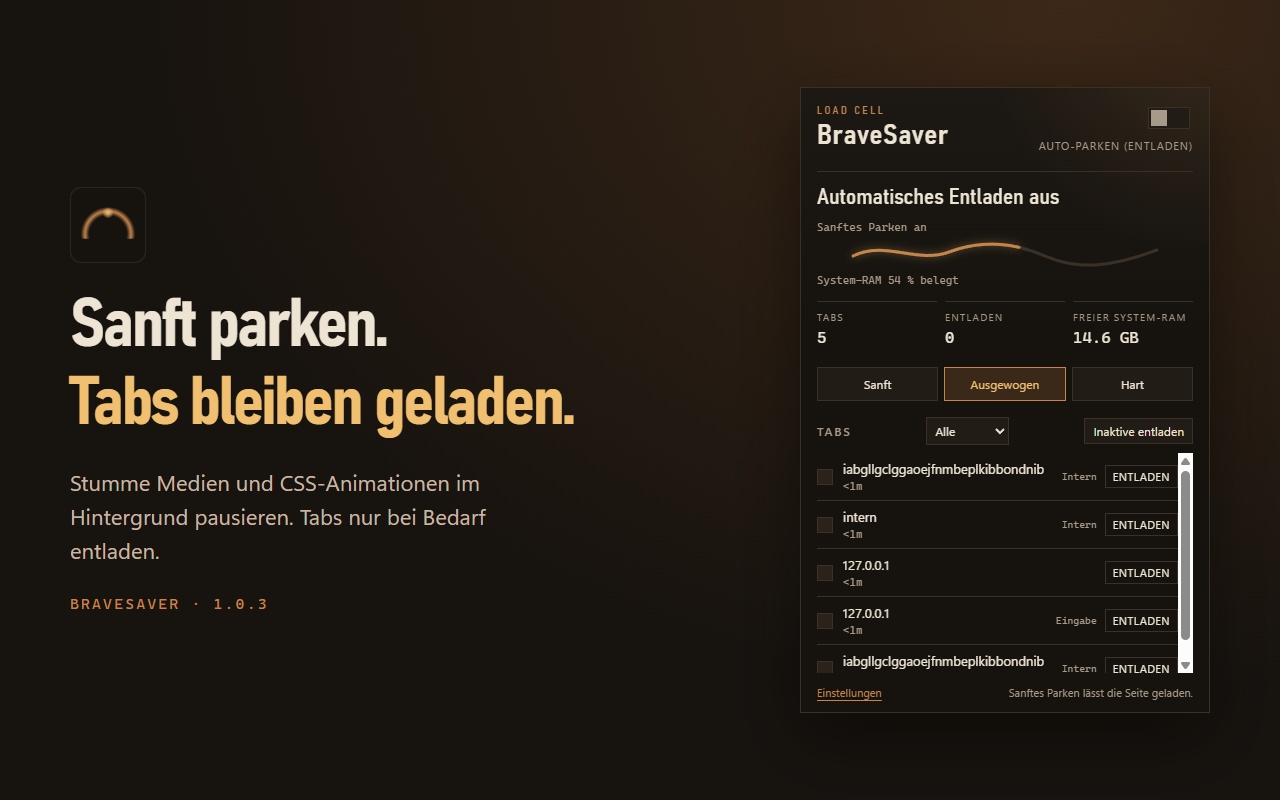 Sanft parken.
Tabs bleiben geladen.
Stumme Medien und CSS-Animationen im
Hintergrund pausieren. Tabs nur bei Bedarf
entladen.
BRAVESAVER · 1.0.3
LOAD CELL
BraveSaver
AUTO-PARKEN (ENTLADEN)
Automatisches Entladen aus
Sanftes Parken an
System-RAM 54 % belegt
TABS ENTLADEN FREIER SYSTEM-RAM
5 0 14.6 GB
Sanft Ausgewogen Hart
TABS Alle Inaktive entladen
iabgllgclggaoejfnmbeplkibbondnib Intern ENTLADEN
<1m
intern Intern ENTLADEN
<1m
127.0.0.1 ENTLADEN
<1m
127.0.0.1 Eingabe ENTLADEN
<1m
iabgllgclggaoejfnmbeplkibbondnib Intern ENTLADEN
Einstellungen Sanftes Parken lässt die Seite geladen.